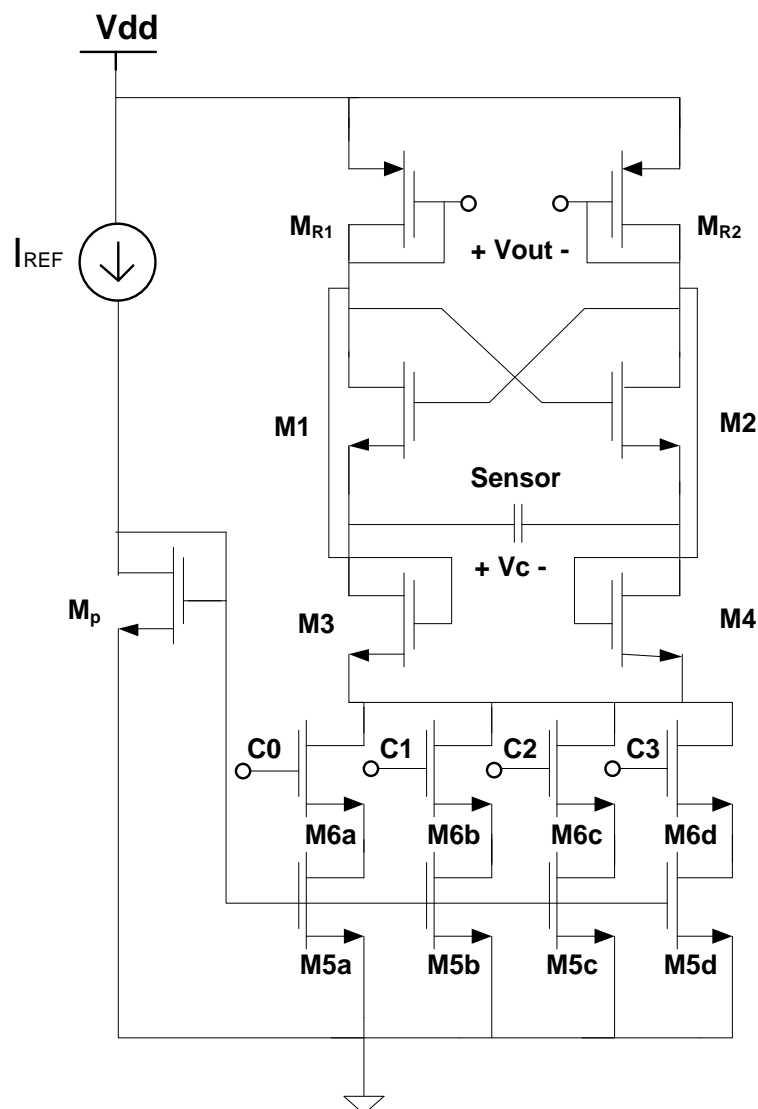 Vdd
IREF
MR1
MR2
+ Vout -
M1
M2
Sensor
+ Vc -
Mp
M3
M4
C0
C1
C2
C3
M6a
M6b
M6c
M6d
M5a
M5b
M5c
M5d